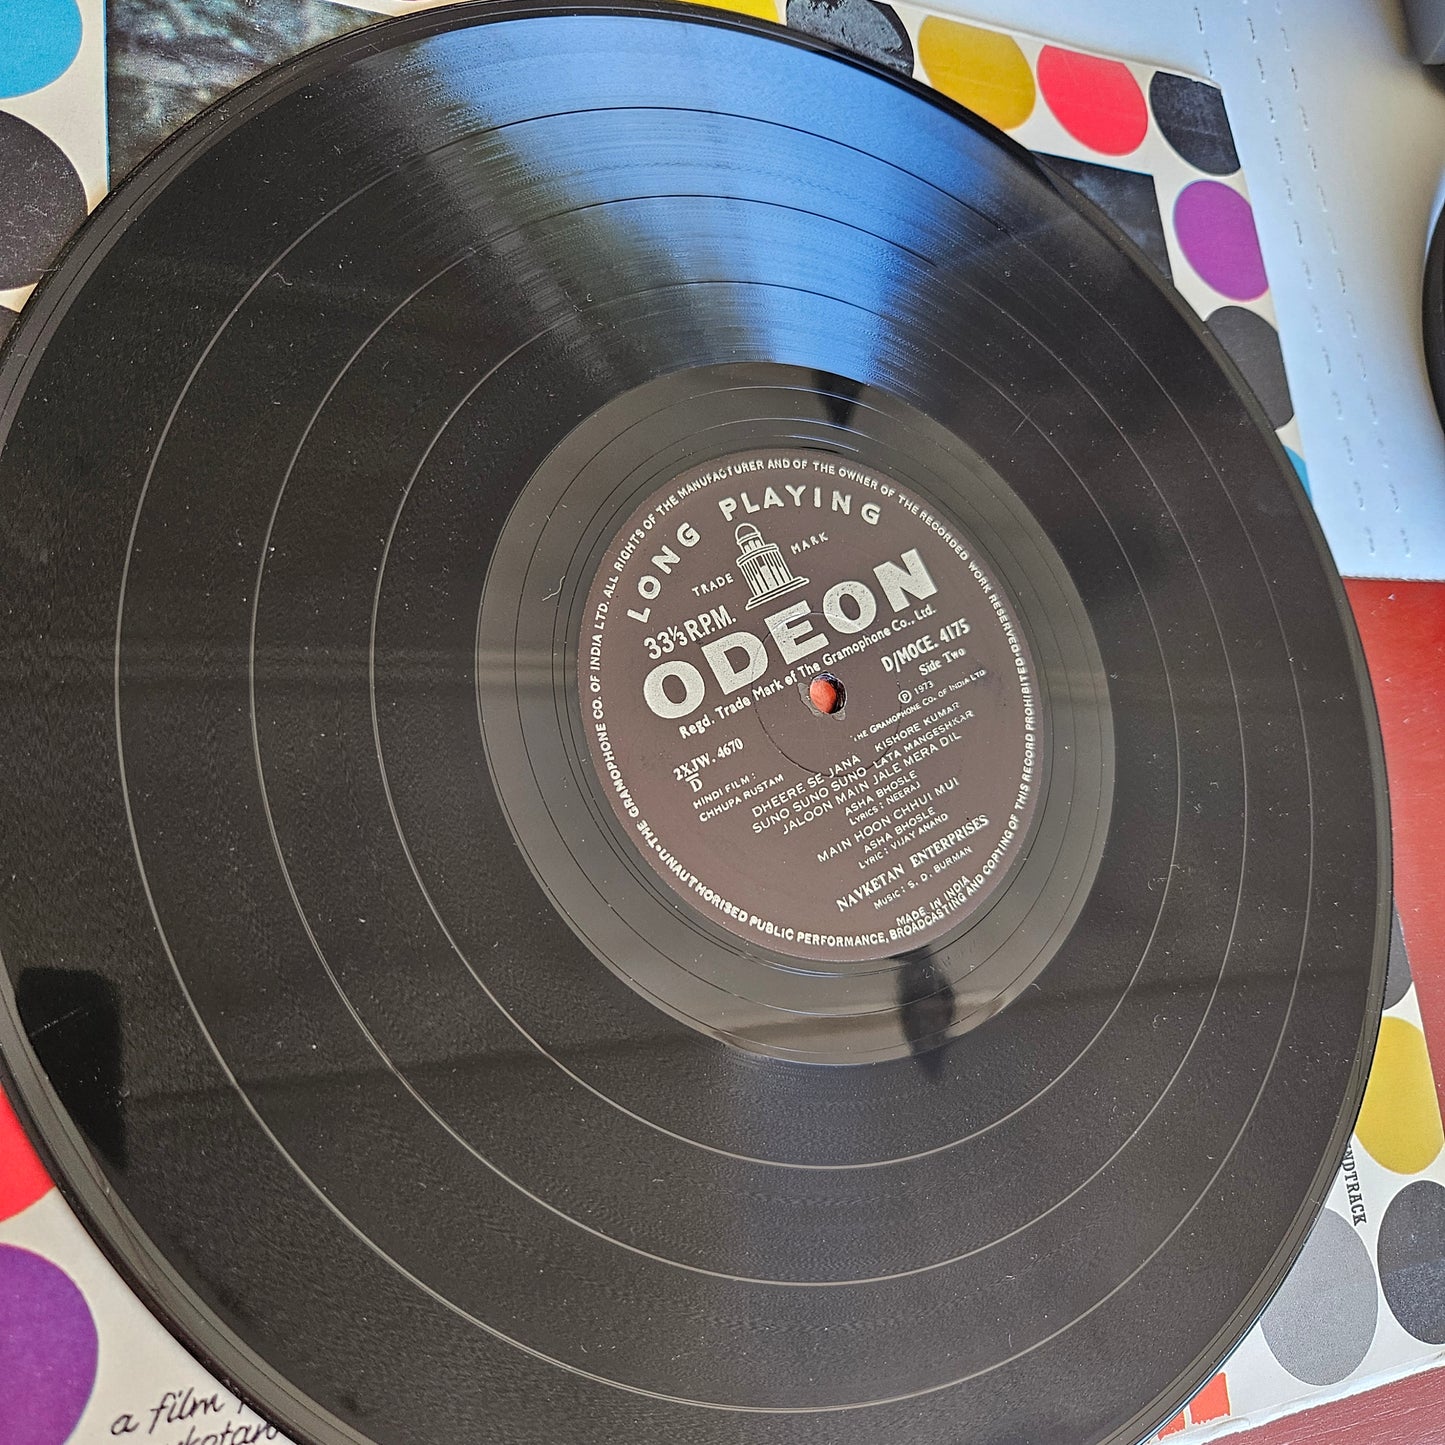 UNAUTHORISED PUBLIC PERFORMANCE, BROADCASTING AND COPYING OF THIS RECORD PROHIBITED • THE GRAMOPHONE CO. OF INDIA LTD. ALL RIGHTS OF THE MANUFACTURER AND OF THE OWNER OF THE RECORDED WORK RESERVED •
LONG PLAYING
TRADE MARK
33⅓ R.P.M.
ODEON
Regd. Trade Mark of The Gramophone Co., Ltd.
D/MOCE. 4175
Side Two
2XJW. 4670
D
℗ 1973
THE GRAMOPHONE CO. OF INDIA LTD.
HINDI FILM :
CHHUPA RUSTAM
DHEERE SE JANA KISHORE KUMAR
SUNO SUNO SUNO LATA MANGESHKAR
JALOON MAIN JALE MERA DIL
ASHA BHOSLE
LYRICS : NEERAJ
MAIN HOON CHHUI MUI
ASHA BHOSLE
LYRIC : VIJAY ANAND
NAVKETAN ENTERPRISES
MUSIC : S. D. BURMAN
MADE IN INDIA
a film